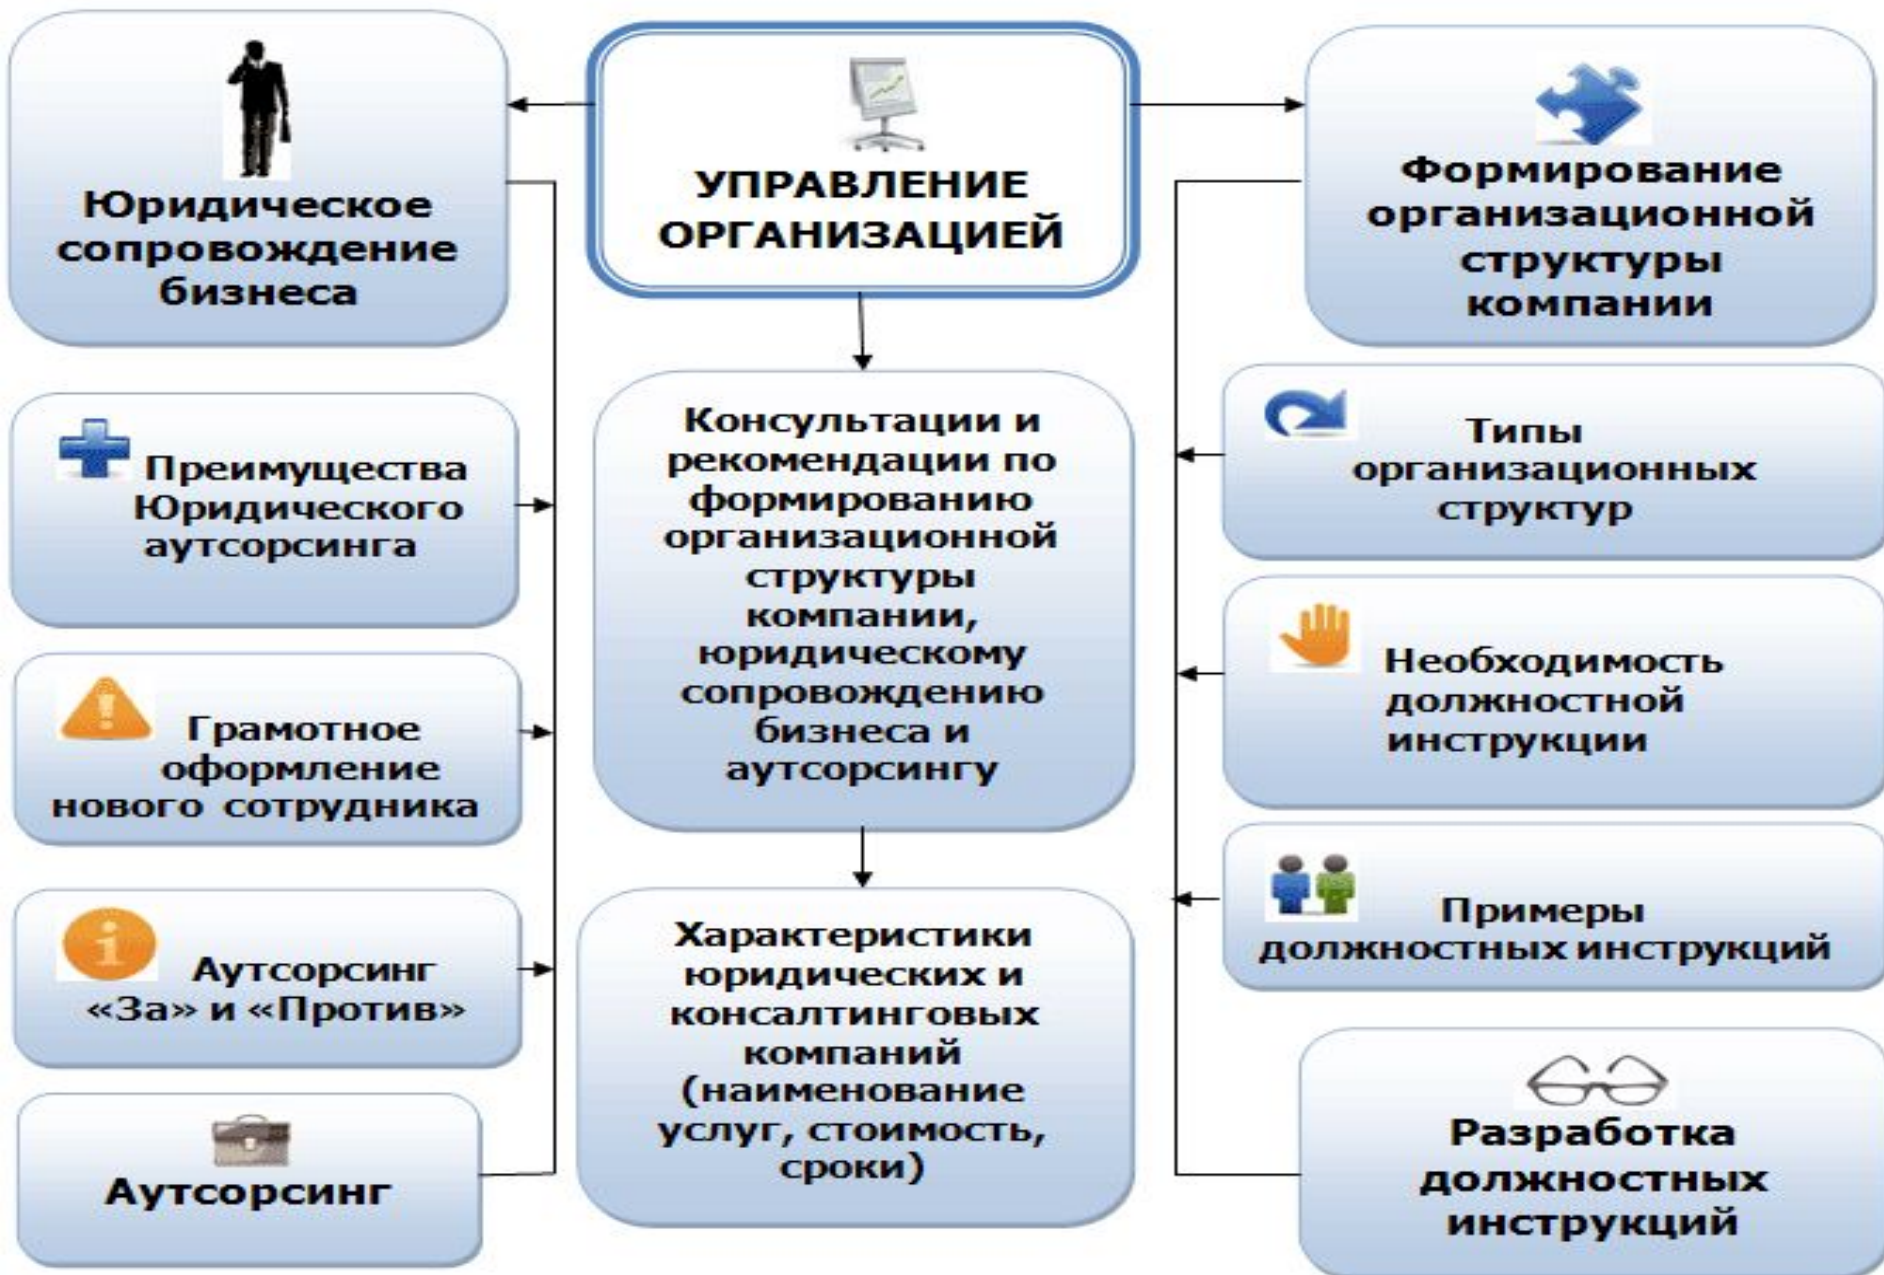 Юридическое
сопровождение
бизнеса
Преимущества
Юридического
аутсорсинга
Грамотное
оформление
нового сотрудника
Аутсорсинг
«За» и «Против»
Аутсорсинг
УПРАВЛЕНИЕ
ОРГАНИЗАЦИЕЙ
Консультации и
рекомендации по
формированию
организационной
структуры
компании,
юридическому
сопровождению
бизнеса и
аутсорсингу
Характеристики
юридических и
консалтинговых
компаний
(наименование
услуг, стоимость,
сроки)
Формирование
организационной
структуры
компании
Типы
организационных
структур
Необходимость
должностной
инструкции
Примеры
должностных инструкций
Разработка
должностных
инструкций